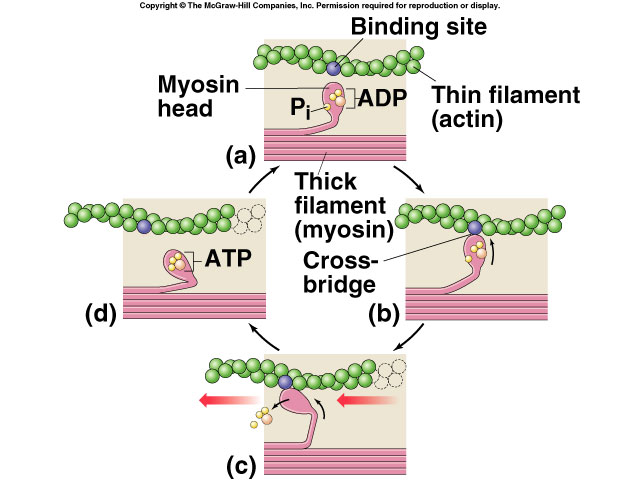 Copyright © The McGraw-Hill Companies, Inc. Permission required for reproduction or display.
Binding site
Myosin
head
Pi
ADP
Thin filament
(actin)
(a)
Thick
filament
(myosin)
Cross-
bridge
(b)
ATP
(d)
(c)